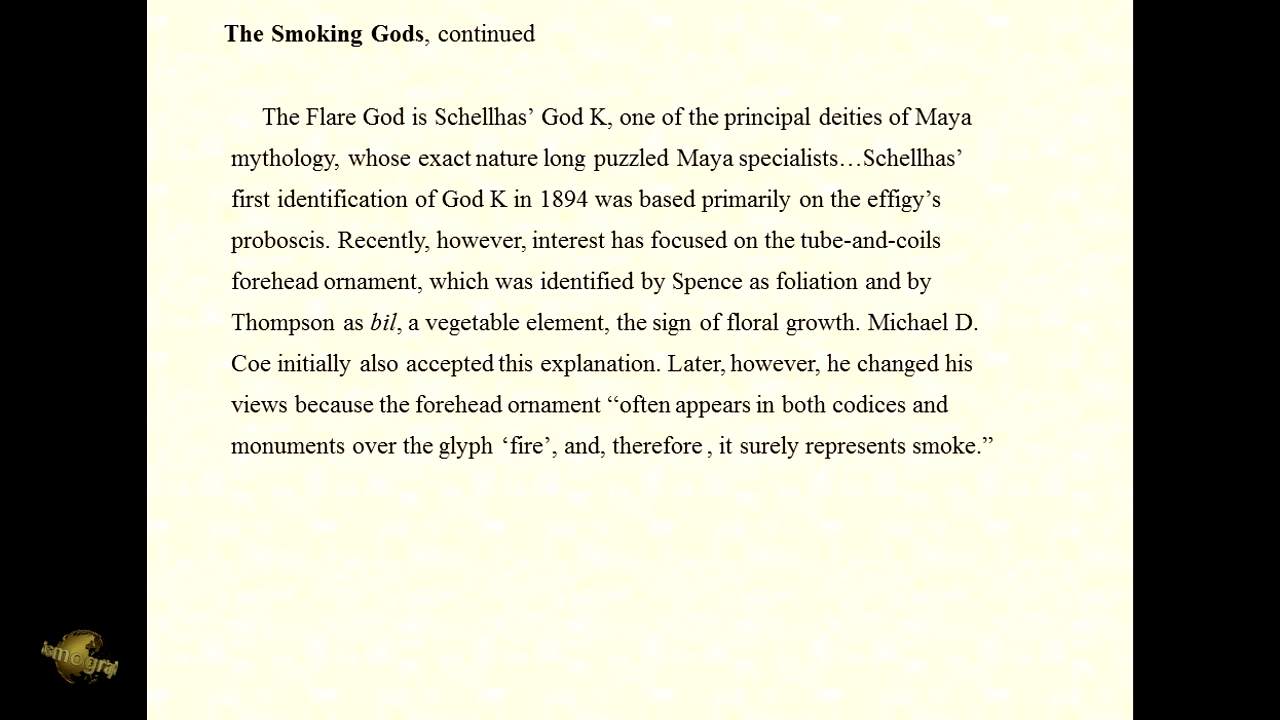 The Smoking Gods, continued
The Flare God is Schellhas’ God K, one of the principal deities of Maya
mythology, whose exact nature long puzzled Maya specialists…Schellhas’
first identification of God K in 1894 was based primarily on the effigy’s
proboscis. Recently, however, interest has focused on the tube-and-coils
forehead ornament, which was identified by Spence as foliation and by
Thompson as bil, a vegetable element, the sign of floral growth. Michael D.
Coe initially also accepted this explanation. Later, however, he changed his
views because the forehead ornament “often appears in both codices and
monuments over the glyph ‘fire’, and, therefore , it surely represents smoke.”